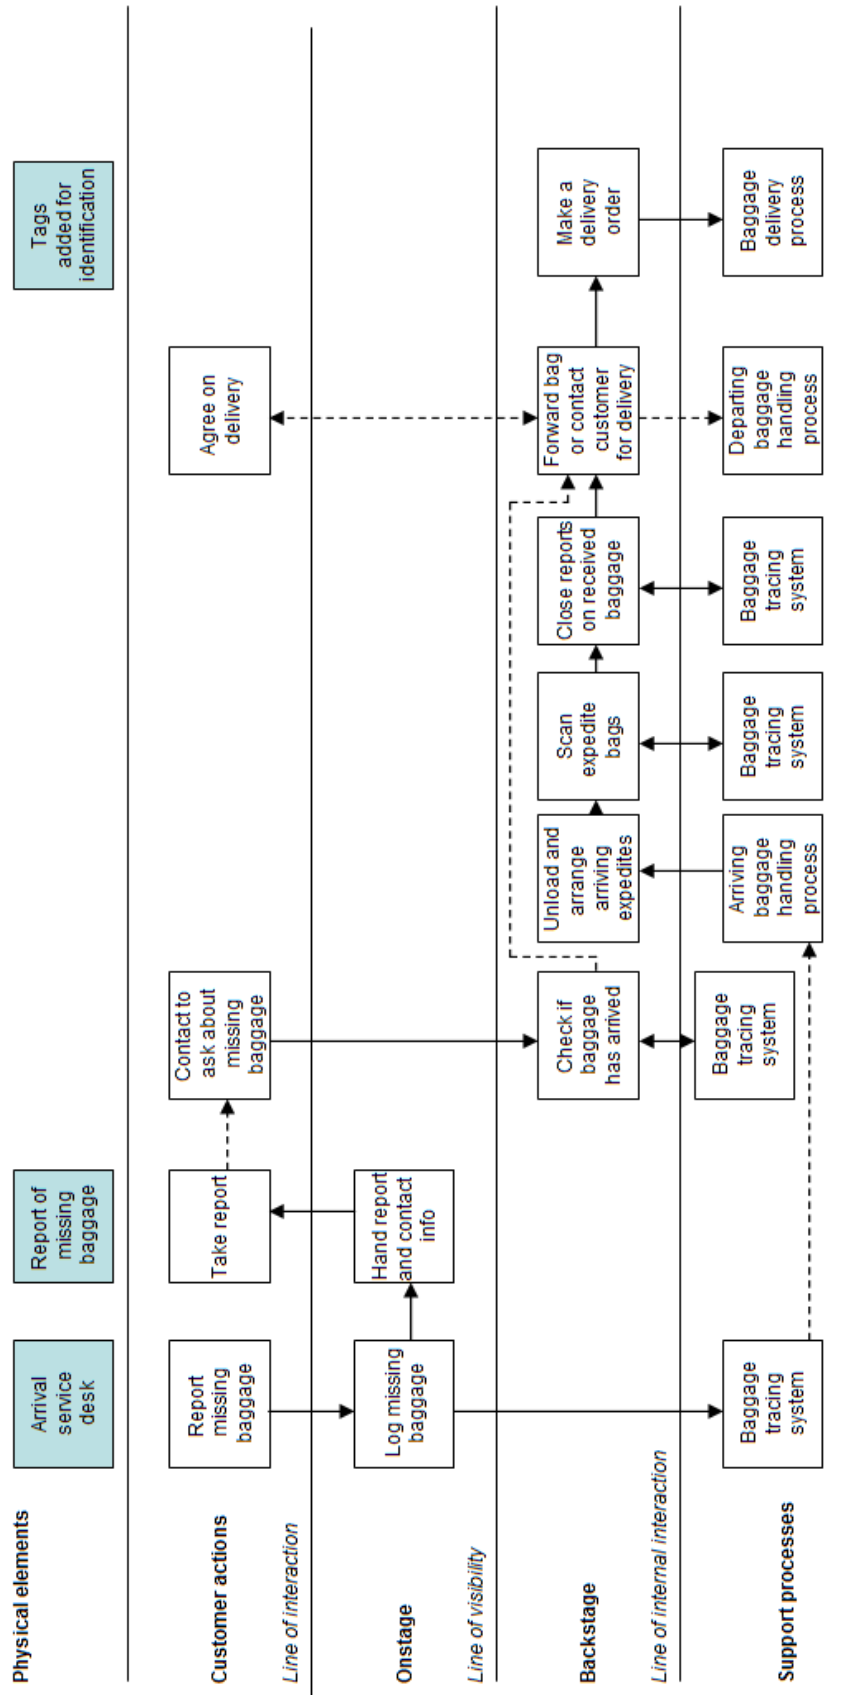 Physical elements
Arrival
service
desk
Report of
missing
baggage
Tags
added for
identification
Customer actions
Report
missing
baggage
Take report
Contact to
ask about
missing
baggage
Agree on
delivery
Line of interaction
Onstage
Log missing
baggage
Hand report
and contact
info
Line of visibility
Backstage
Check if
baggage
has arrived
Unload and
arrange
arriving
expedites
Scan
expedite
bags
Close reports
on received
baggage
Forward bag
or contact
customer
for delivery
Make a
delivery
order
Line of internal interaction
Support processes
Baggage
tracing
system
Baggage
tracing
system
Arriving
baggage
handling
process
Baggage
tracing
system
Baggage
tracing
system
Departing
baggage
handling
process
Baggage
delivery
process